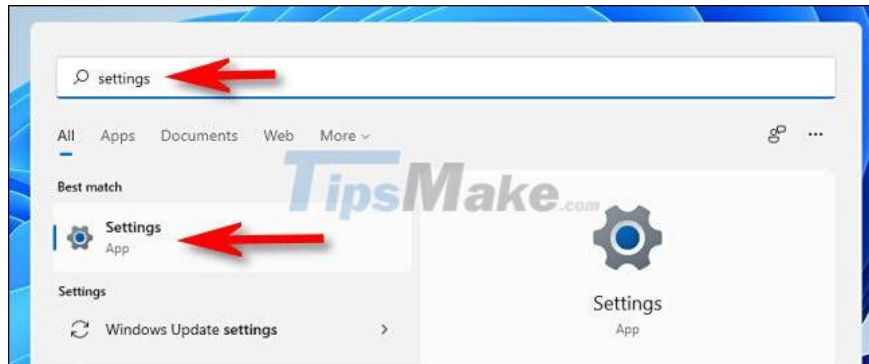 settings
All Apps Documents Web More
TipsMake.com
Best match
Settings
App
Settings
Windows Update settings
Settings
App